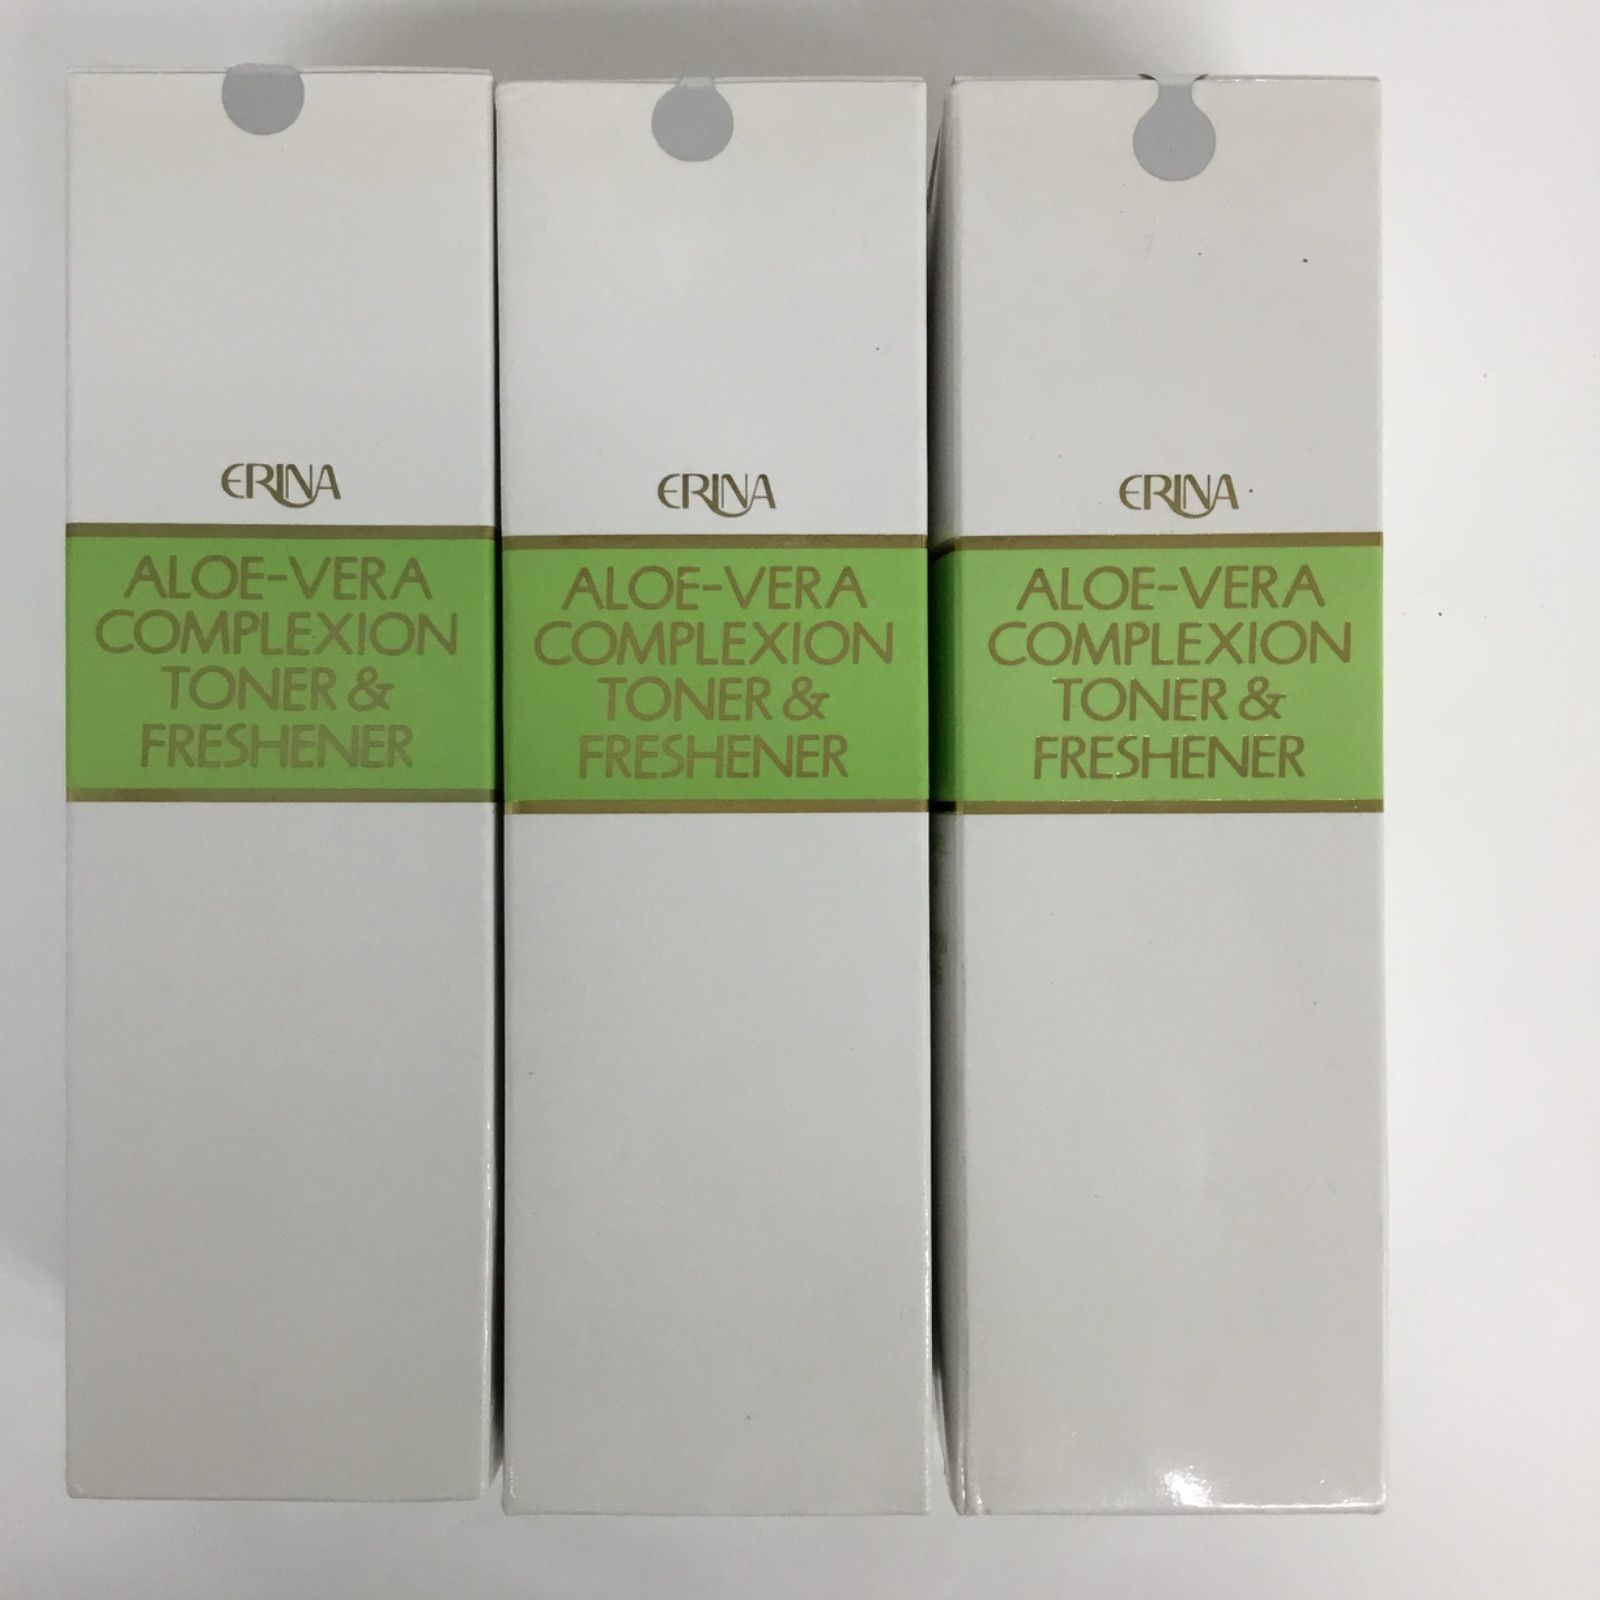 ERINA
ALOE-VERA
COMPLEXION
TONER &
FRESHENER
ERINA
ALOE-VERA
COMPLEXION
TONER &
FRESHENER
ERINA
ALOE-VERA
COMPLEXION
TONER &
FRESHENER